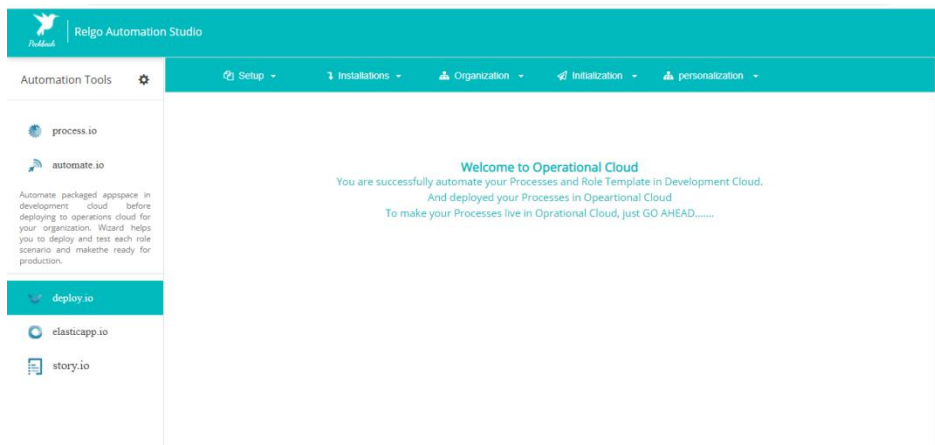 Relgo Automation Studio
Automation Tools
Setup
Installations
Organization
Initialization
personalization
process.io
automate.io
Automate packaged appspace in
development cloud before
deploying to operations cloud for
your organization. Wizard helps
you to deploy and test each role
scenario and makethe ready for
production.
deploy.io
elasticapp.io
story.io
Welcome to Operational Cloud
You are successfully automate your Processes and Role Template in Development Cloud.
And deployed your Processes in Opeartional Cloud
To make your Processes live in Oprational Cloud, just GO AHEAD.......